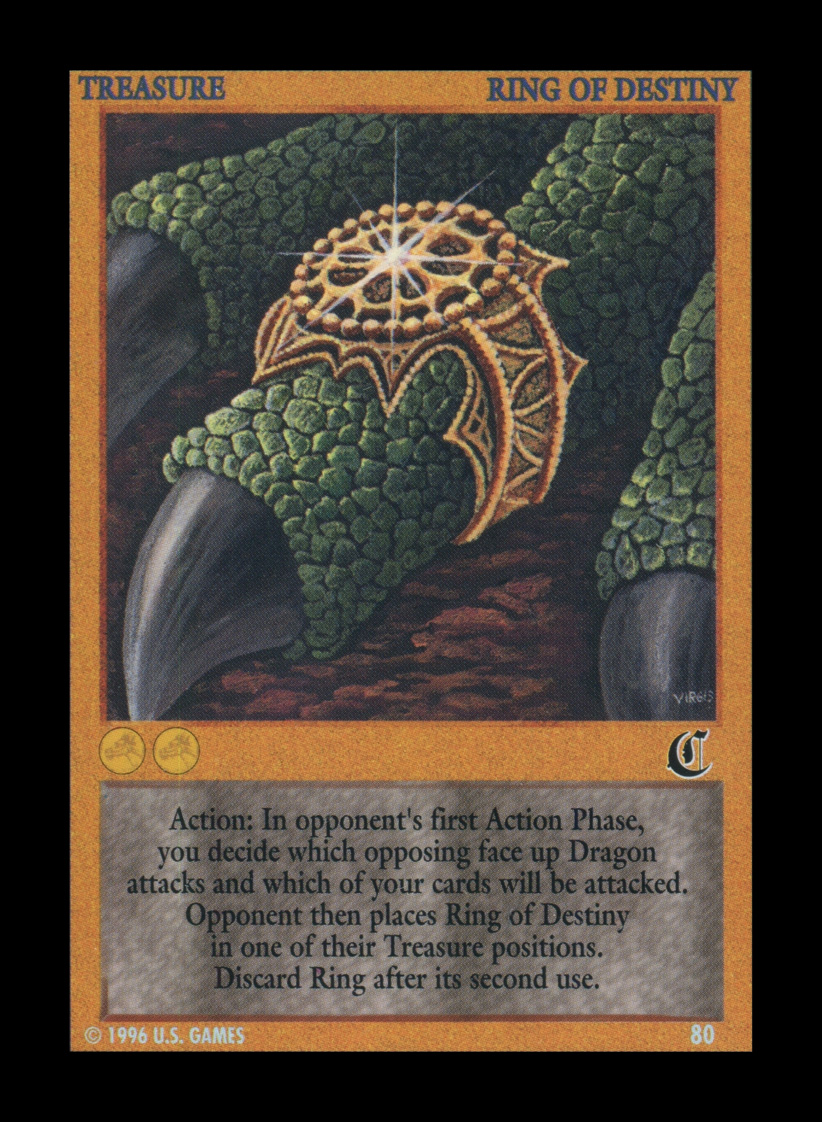 TREASURE RING OF DESTINY
VIRGIS
C
Action: In opponent's first Action Phase,
you decide which opposing face up Dragon
attacks and which of your cards will be attacked.
Opponent then places Ring of Destiny
in one of their Treasure positions.
Discard Ring after its second use.
© 1996 U.S. GAMES 80